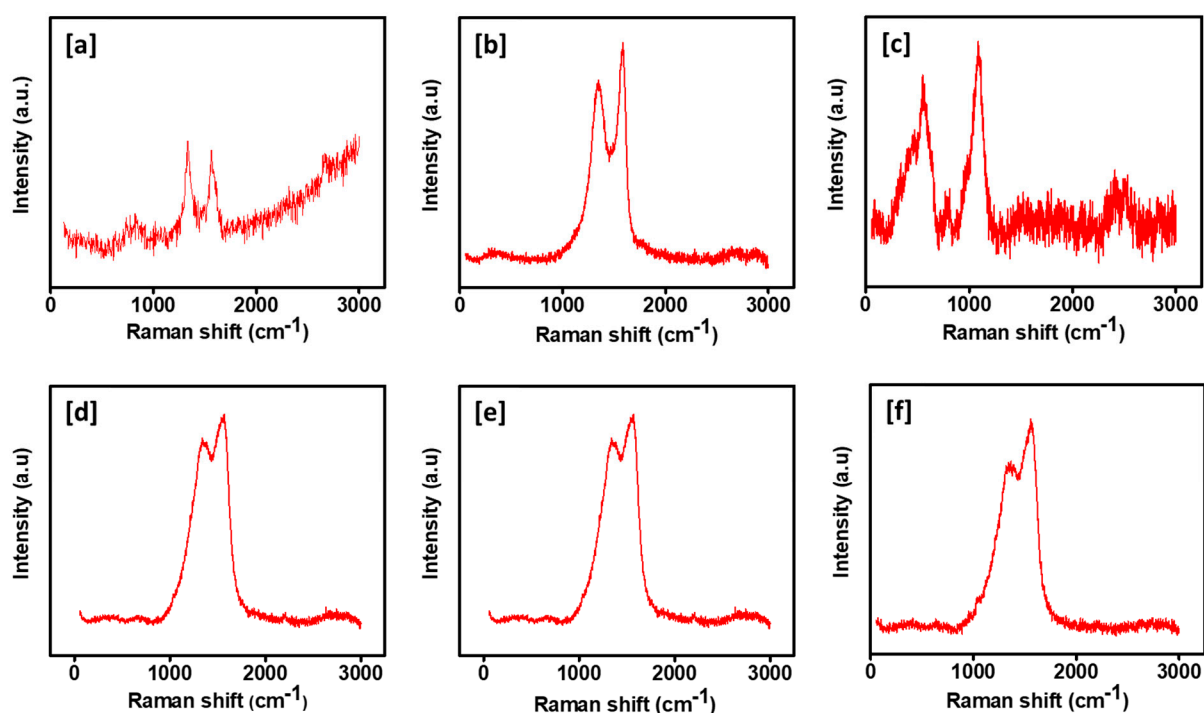 [a]
Intensity (a.u.)
0 1000 2000 3000
Raman shift (cm-1)
[b]
Intensity (a.u)
0 1000 2000 3000
Raman shift (cm-1)
[c]
Intensity (a.u)
0 1000 2000 3000
Raman shift (cm-1)
[d]
Intensity (a.u)
0 1000 2000 3000
Raman shift (cm-1)
[e]
Intensity (a.u)
0 1000 2000 3000
Raman shift (cm-1)
[f]
Intensity (a.u)
0 1000 2000 3000
Raman shift (cm-1)